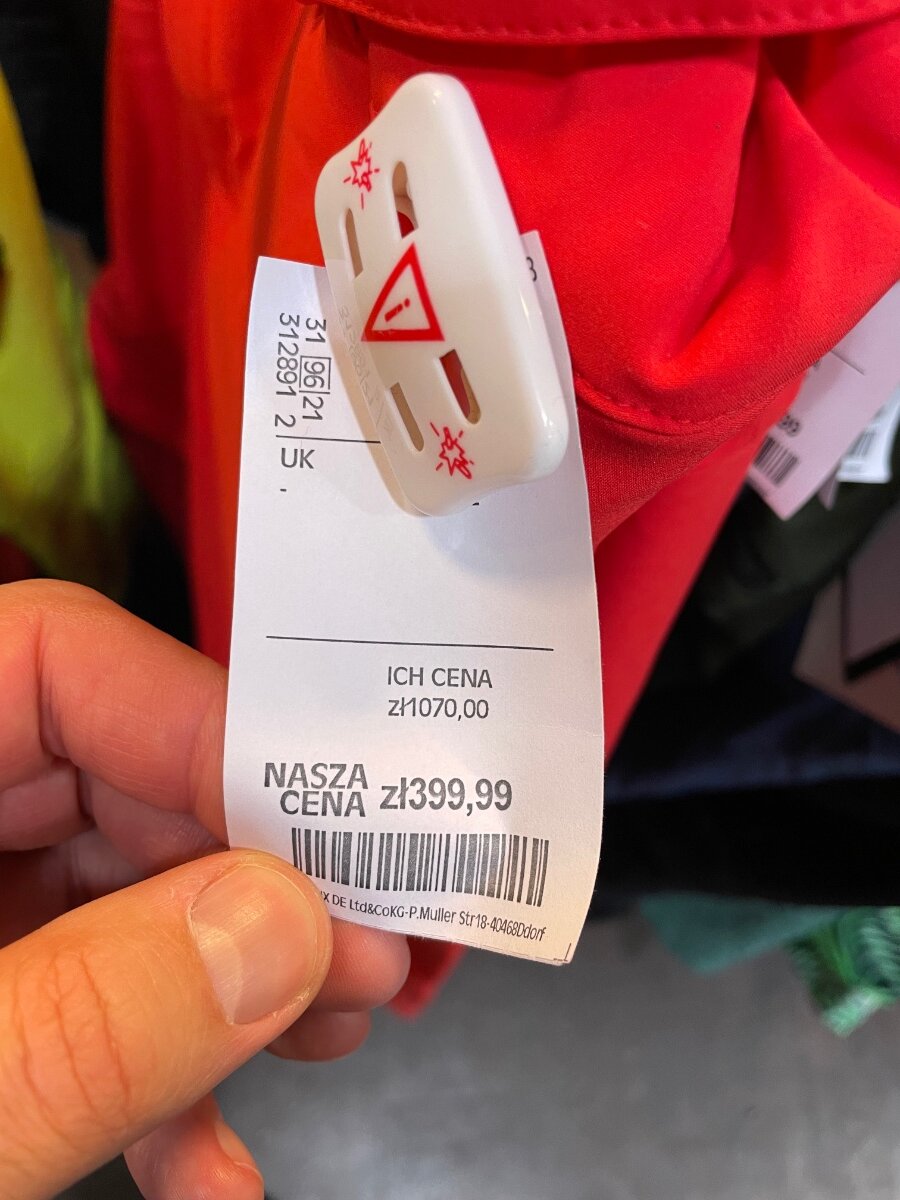 31 96 21
312891 2
UK
-
ICH CENA
zł1070,00
NASZA
CENA zł399,99
DE Ltd&CoKG-P.Muller Str18-40468Ddorf
99